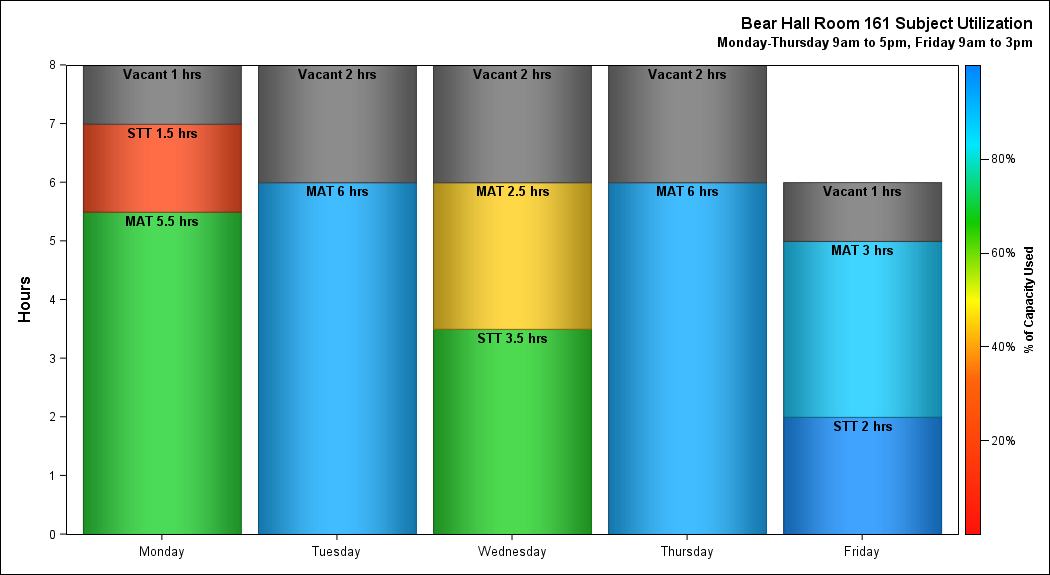 Bear Hall Room 161 Subject Utilization
Monday-Thursday 9am to 5pm, Friday 9am to 3pm
Hours
8
7
6
5
4
3
2
1
0
Vacant 1 hrs
STT 1.5 hrs
MAT 5.5 hrs
Vacant 2 hrs
MAT 6 hrs
Vacant 2 hrs
MAT 2.5 hrs
STT 3.5 hrs
Vacant 2 hrs
MAT 6 hrs
Vacant 1 hrs
MAT 3 hrs
STT 2 hrs
Monday
Tuesday
Wednesday
Thursday
Friday
80%
60%
40%
20%
% of Capacity Used